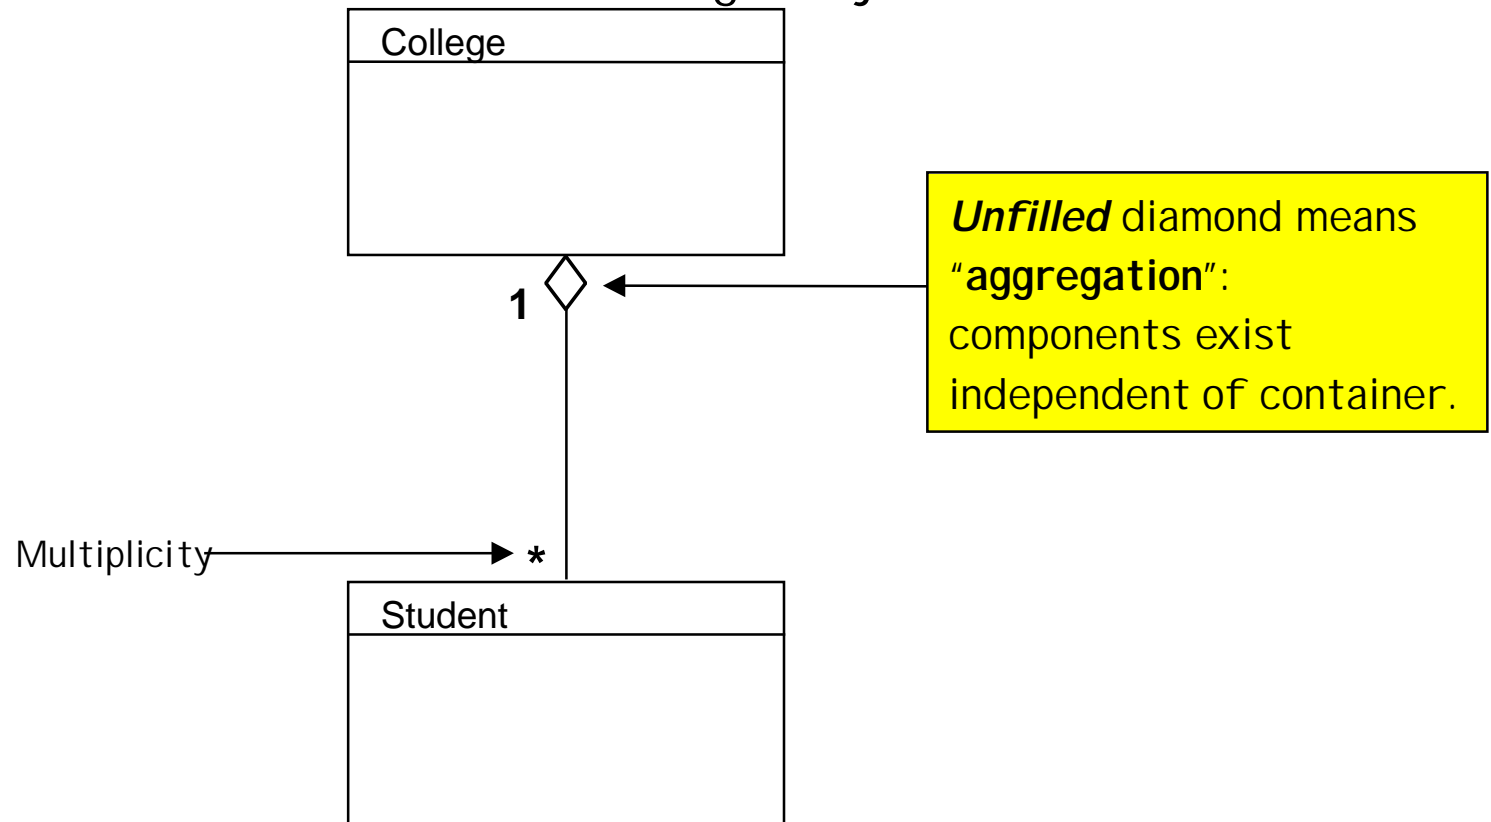 College
Unfilled diamond means
“aggregation”:
components exist
independent of container.
1
Multiplicity
*
Student